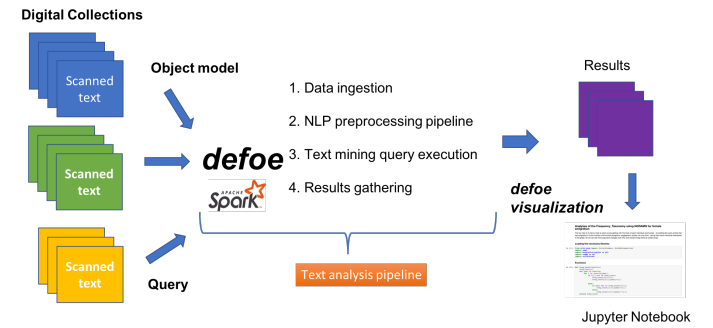 Digital Collections
Scanned
text
Scanned
text
Scanned
text
Object model
Query
defoe
APACHE
Spark
1. Data ingestion
2. NLP preprocessing pipeline
3. Text mining query execution
4. Results gathering
Text analysis pipeline
Results
defoe
visualization
Jupyter Notebook